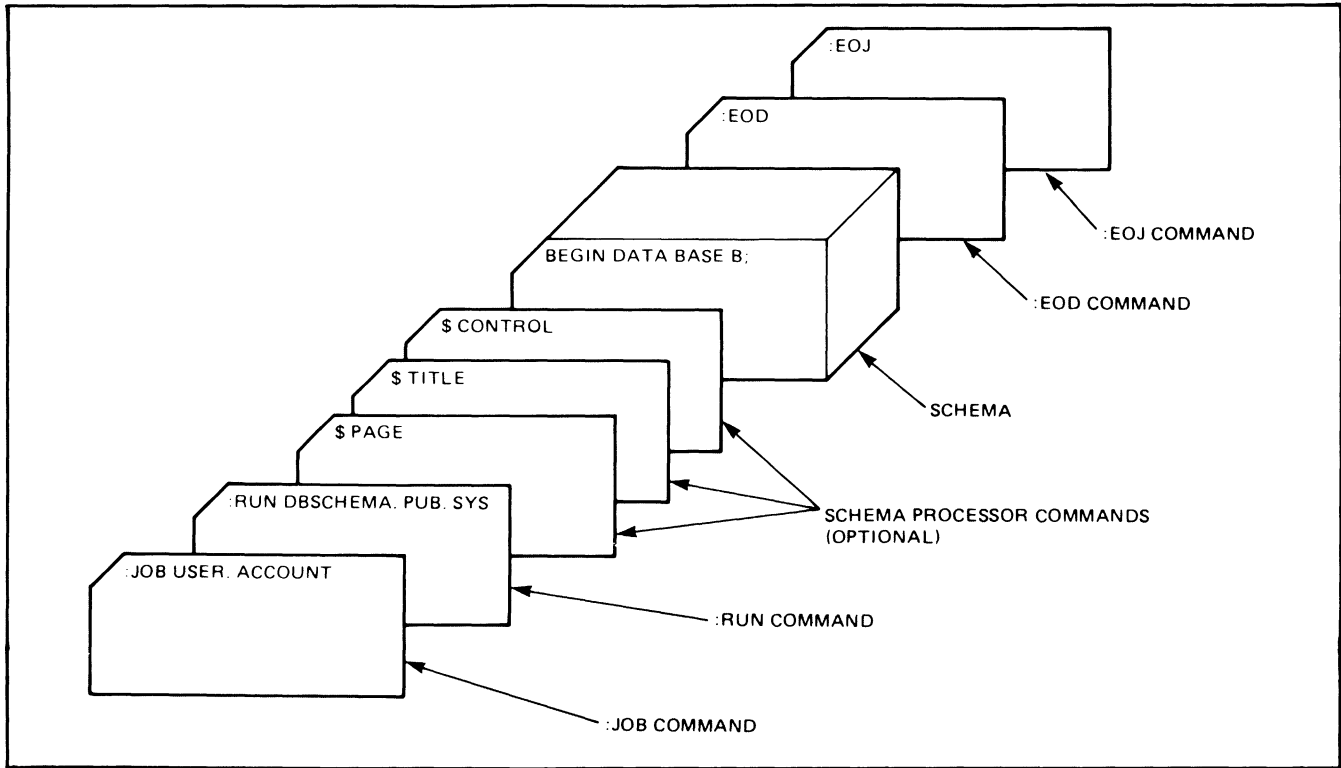 :EOJ
:EOD
:EOJ COMMAND
BEGIN DATA BASE B;
:EOD COMMAND
$ CONTROL
$ TITLE
SCHEMA
$ PAGE
:RUN DBSCHEMA. PUB. SYS
SCHEMA PROCESSOR COMMANDS
(OPTIONAL)
:JOB USER. ACCOUNT
:RUN COMMAND
:JOB COMMAND